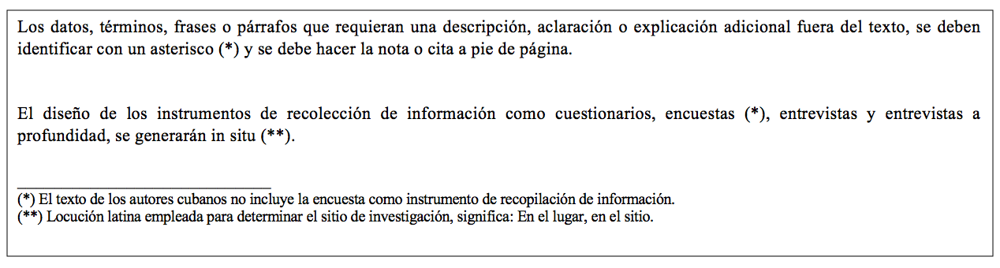 Los datos, términos, frases o párrafos que requieran una descripción, aclaración o explicación adicional fuera del texto, se deben
identificar con un asterisco (*) y se debe hacer la nota o cita a pie de página.
El diseño de los instrumentos de recolección de información como cuestionarios, encuestas (*), entrevistas y entrevistas a
profundidad, se generarán in situ (**).
(*) El texto de los autores cubanos no incluye la encuesta como instrumento de recopilación de información.
(**) Locución latina empleada para determinar el sitio de investigación, significa: En el lugar, en el sitio.